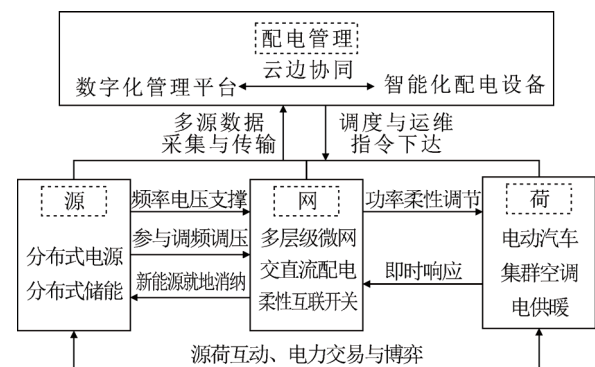 配电管理
云边协同
数字化管理平台
智能化配电设备
多源数据
采集与传输
调度与运维
指令下达
源
分布式电源
分布式储能
频率电压支撑
参与调频调压
新能源就地消纳
网
多层级微网
交直流配电
柔性互联开关
功率柔性调节
即时响应
荷
电动汽车
集群空调
电供暖
源荷互动、电力交易与博弈